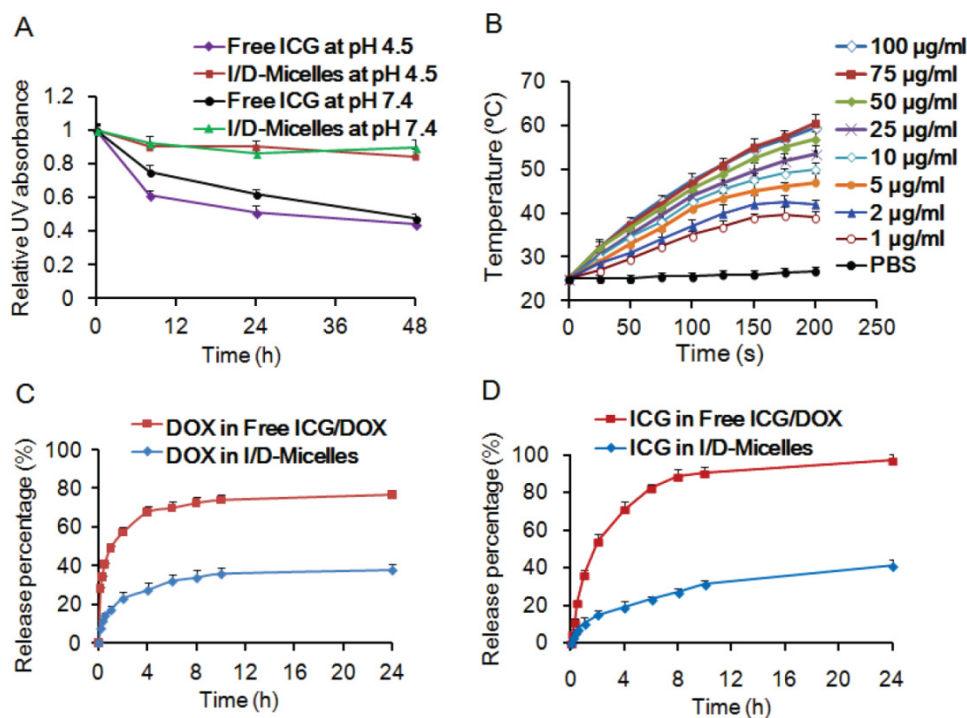 A
Free ICG at pH 4.5
I/D-Micelles at pH 4.5
Free ICG at pH 7.4
I/D-Micelles at pH 7.4
Relative UV absorbance
1.2
1
0.8
0.6
0.4
0.2
0
0 12 24 36 48
Time (h)
B
100 µg/ml
75 µg/ml
50 µg/ml
25 µg/ml
10 µg/ml
5 µg/ml
2 µg/ml
1 µg/ml
PBS
Temperature (ºC)
70
60
50
40
30
20
0 50 100 150 200 250
Time (s)
C
DOX in Free ICG/DOX
DOX in I/D-Micelles
Release percentage (%)
100
80
60
40
20
0
0 4 8 12 16 20 24
Time (h)
D
ICG in Free ICG/DOX
ICG in I/D-Micelles
Release percentage (%)
100
80
60
40
20
0
0 4 8 12 16 20 24
Time (h)